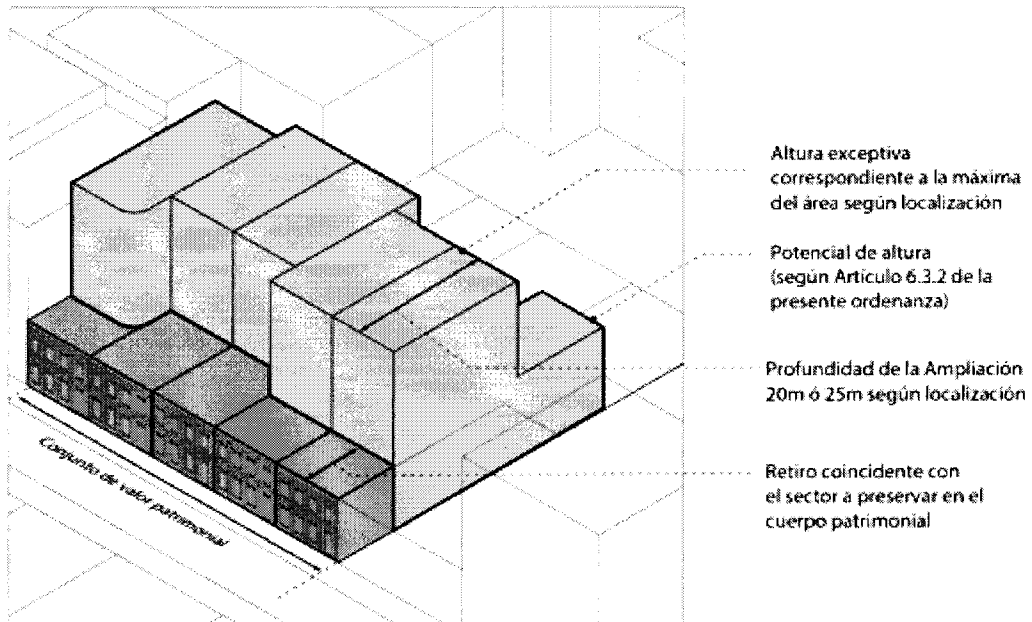 Altura exceptiva
correspondiente a la máxima
del área según localización
Potencial de altura
(según Artículo 6.3.2 de la
presente ordenanza)
Profundidad de la Ampliación
20m ó 25m según localización
Retiro coincidente con
el sector a preservar en el
cuerpo patrimonial
Conjunto de valor patrimonial